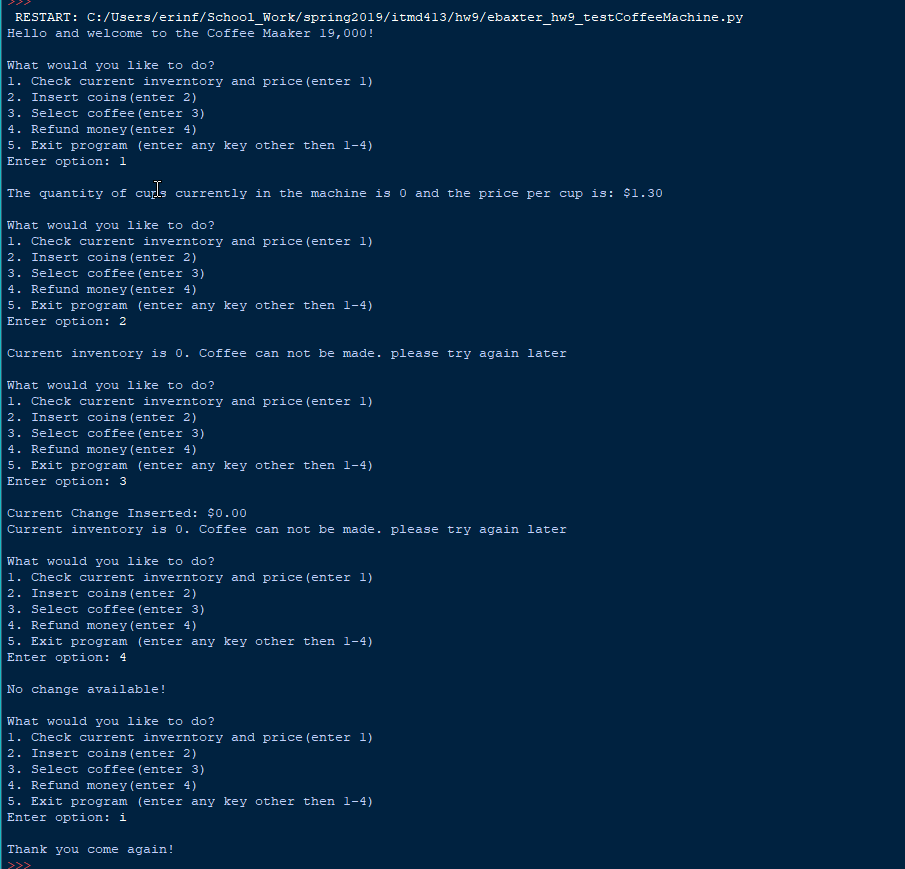 >>>
 RESTART: C:/Users/erinf/School_Work/spring2019/itmd413/hw9/ebaxter_hw9_testCoffeeMachine.py
Hello and welcome to the Coffee Maaker 19,000!
What would you like to do?
1. Check current inverntory and price(enter 1)
2. Insert coins(enter 2)
3. Select coffee(enter 3)
4. Refund money(enter 4)
5. Exit program (enter any key other then 1-4)
Enter option: 1
The quantity of cups currently in the machine is 0 and the price per cup is: $1.30
What would you like to do?
1. Check current inverntory and price(enter 1)
2. Insert coins(enter 2)
3. Select coffee(enter 3)
4. Refund money(enter 4)
5. Exit program (enter any key other then 1-4)
Enter option: 2
Current inventory is 0. Coffee can not be made. please try again later
What would you like to do?
1. Check current inverntory and price(enter 1)
2. Insert coins(enter 2)
3. Select coffee(enter 3)
4. Refund money(enter 4)
5. Exit program (enter any key other then 1-4)
Enter option: 3
Current Change Inserted: $0.00
Current inventory is 0. Coffee can not be made. please try again later
What would you like to do?
1. Check current inverntory and price(enter 1)
2. Insert coins(enter 2)
3. Select coffee(enter 3)
4. Refund money(enter 4)
5. Exit program (enter any key other then 1-4)
Enter option: 4
No change available!
What would you like to do?
1. Check current inverntory and price(enter 1)
2. Insert coins(enter 2)
3. Select coffee(enter 3)
4. Refund money(enter 4)
5. Exit program (enter any key other then 1-4)
Enter option: i
Thank you come again!
>>>